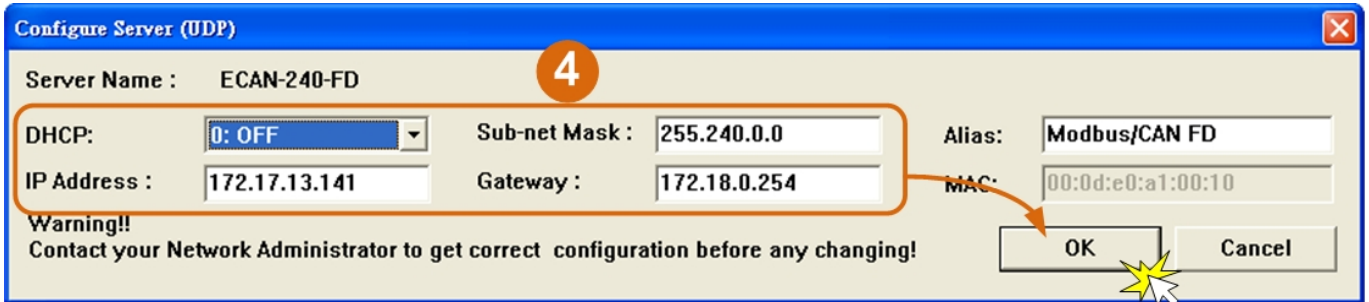 Configure Server (UDP)
Server Name : ECAN-240-FD
4
DHCP: 0: OFF Sub-net Mask : 255.240.0.0 Alias: Modbus/CAN FD
IP Address : 172.17.13.141 Gateway : 172.18.0.254 MAC: 00:0d:e0:a1:00:10
Warning!!
Contact your Network Administrator to get correct configuration before any changing!
OK Cancel